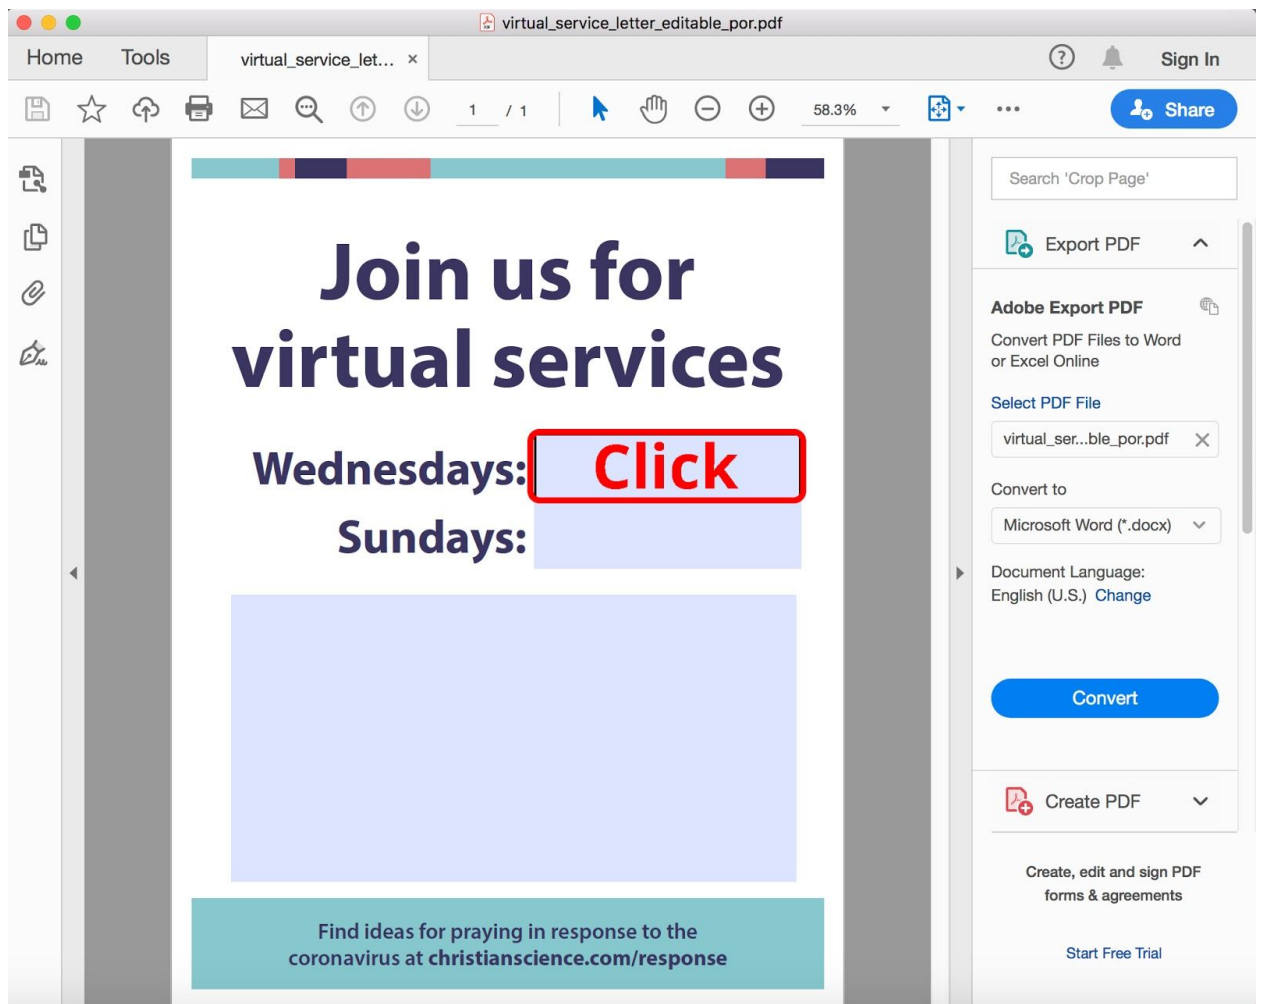 virtual_service_letter_editable_por.pdf
Home Tools virtual_service_let... × Sign In
1 / 1 58.3% Share
Search 'Crop Page'
Export PDF
Adobe Export PDF
Convert PDF Files to Word
or Excel Online
Select PDF File
virtual_ser...ble_por.pdf
Convert to
Microsoft Word (*.docx)
Document Language:
English (U.S.) Change
Convert
Create PDF
Create, edit and sign PDF
forms & agreements
Start Free Trial
Join us for
virtual services
Wednesdays: Click
Sundays:
Find ideas for praying in response to the
coronavirus at christianscience.com/response